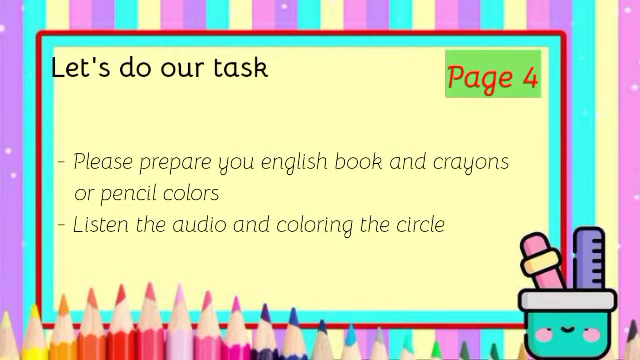 Let's do our task
Page 4
- Please prepare you english book and crayons
or pencil colors
- Listen the audio and coloring the circle